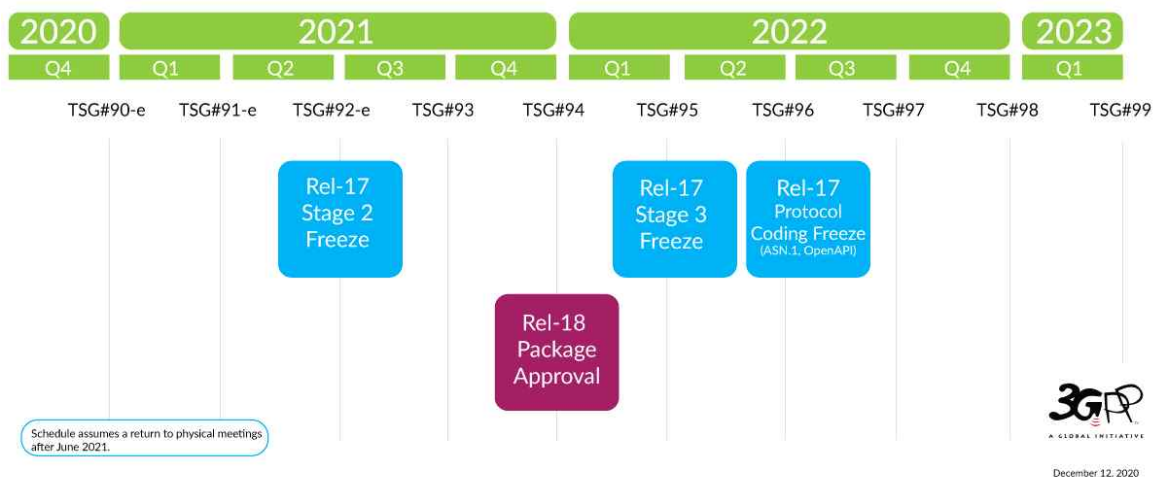 2020 2021 2022 2023
Q4 Q1 Q2 Q3 Q4 Q1 Q2 Q3 Q4 Q1
TSG#90-e TSG#91-e TSG#92-e TSG#93 TSG#94 TSG#95 TSG#96 TSG#97 TSG#98 TSG#99
Rel-17
Stage 2
Freeze
Rel-17
Stage 3
Freeze
Rel-17
Protocol
Coding Freeze
(ASN.1, OpenAPI)
Rel-18
Package
Approval
Schedule assumes a return to physical meetings
after June 2021.
3GPP
A GLOBAL INITIATIVE
December 12, 2020